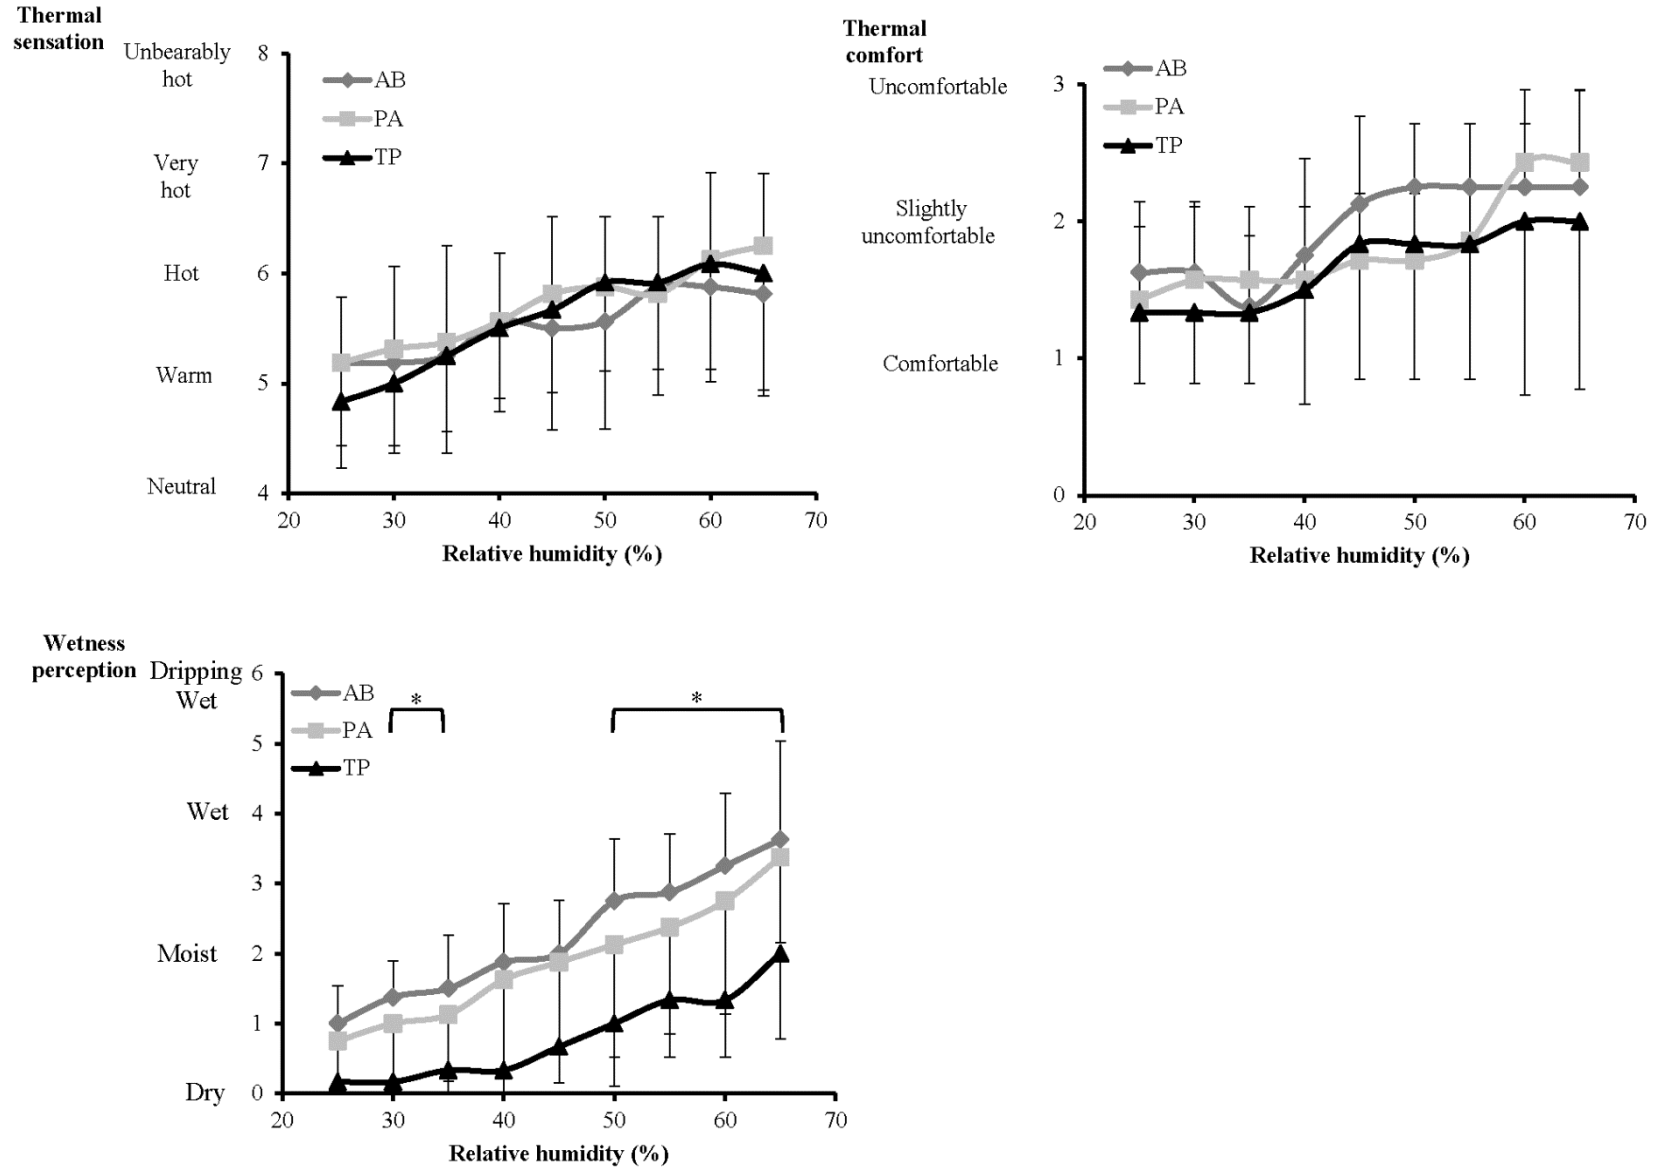 Thermal
sensation
Unbearably
hot
Very
hot
Hot
Warm
Neutral
8
7
6
5
4
AB
PA
TP
20 30 40 50 60 70
Relative humidity (%)
Thermal
comfort
Uncomfortable
Slightly
uncomfortable
Comfortable
3
2
1
0
AB
PA
TP
20 30 40 50 60 70
Relative humidity (%)
Wetness
perception
Dripping
Wet
Wet
Moist
Dry
6
5
4
3
2
1
0
AB
PA
TP
*
*
20 30 40 50 60 70
Relative humidity (%)